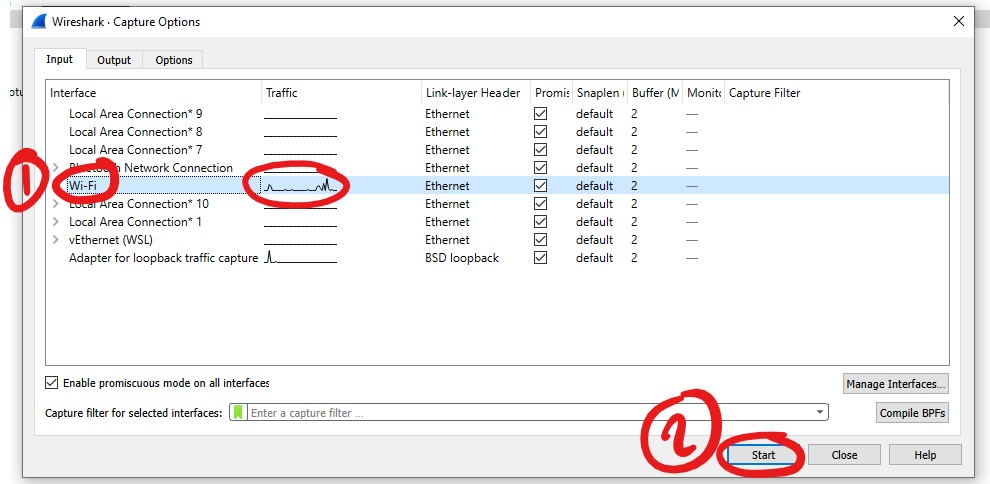 Wireshark · Capture Options
Input Output Options
Interface Traffic Link-layer Header Promis Snaplen ( Buffer (M Monito Capture Filter
Local Area Connection* 9 Ethernet default 2 —
Local Area Connection* 8 Ethernet default 2 —
Local Area Connection* 7 Ethernet default 2 —
Bluetooth Network Connection Ethernet default 2 —
1 Wi-Fi Ethernet default 2 —
Local Area Connection* 10 Ethernet default 2 —
Local Area Connection* 1 Ethernet default 2 —
vEthernet (WSL) Ethernet default 2 —
Adapter for loopback traffic capture BSD loopback default 2 —
Enable promiscuous mode on all interfaces
Manage Interfaces...
Capture filter for selected interfaces: Enter a capture filter ... Compile BPFs
2 Start Close Help